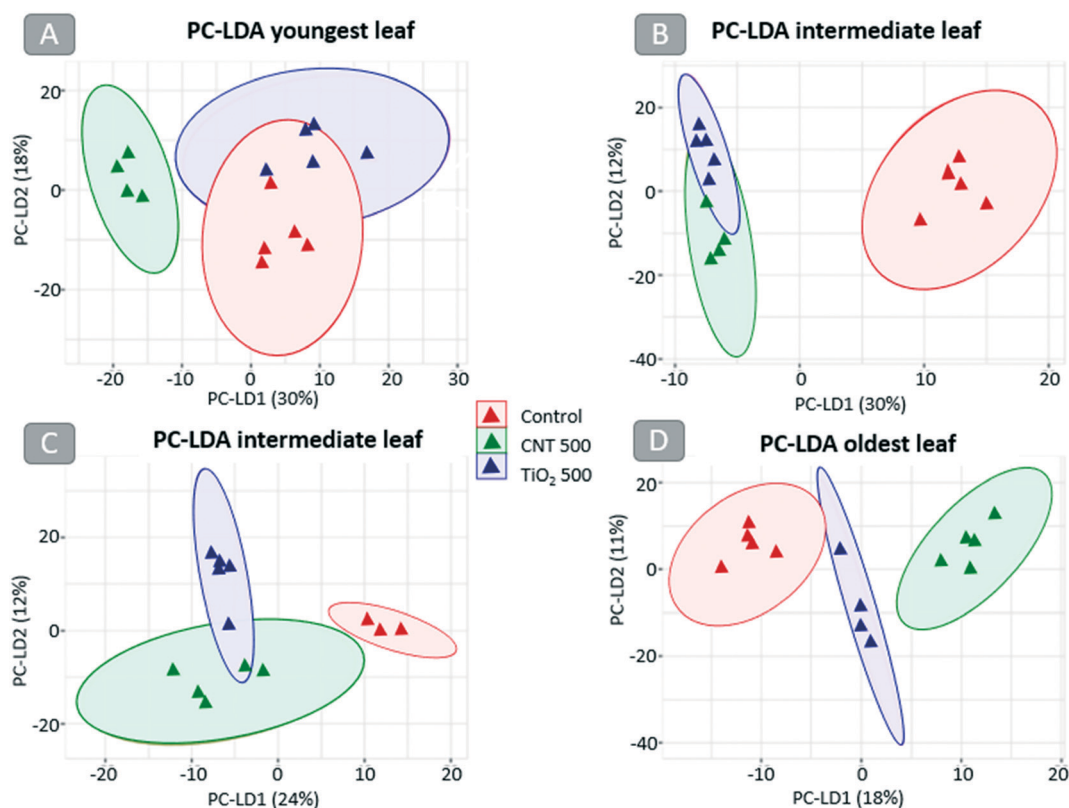 A
PC-LDA youngest leaf
20
0
-20
PC-LD2 (18%)
-20
-10
0
10
20
30
PC-LD1 (30%)
B
PC-LDA intermediate leaf
20
0
-20
-40
PC-LD2 (12%)
-10
0
10
20
PC-LD1 (30%)
Control
CNT 500
TiO₂ 500
C
PC-LDA intermediate leaf
20
0
-20
PC-LD2 (12%)
-20
-10
0
10
20
PC-LD1 (24%)
D
PC-LDA oldest leaf
20
0
-20
-40
PC-LD2 (11%)
-10
0
10
20
PC-LD1 (18%)